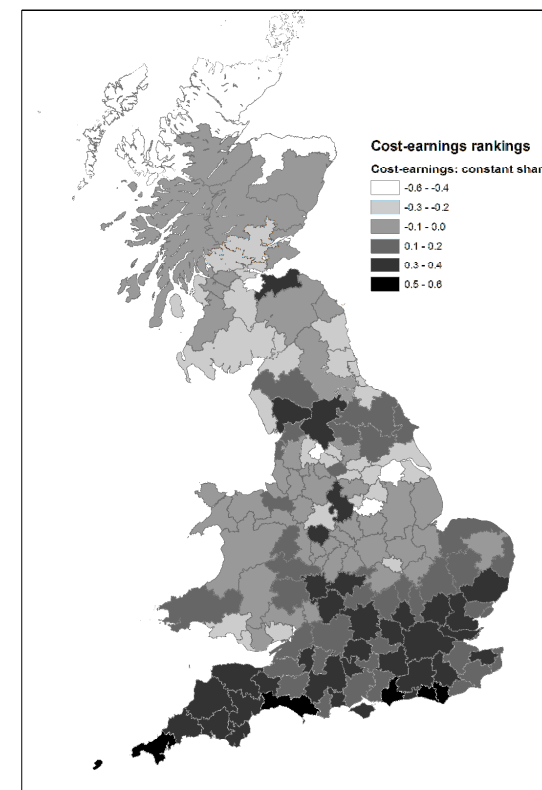 Cost-earnings rankings
Cost-earnings: constant shar
-0.6 - -0.4
-0.3 - -0.2
-0.1 - 0.0
0.1 - 0.2
0.3 - 0.4
0.5 - 0.6